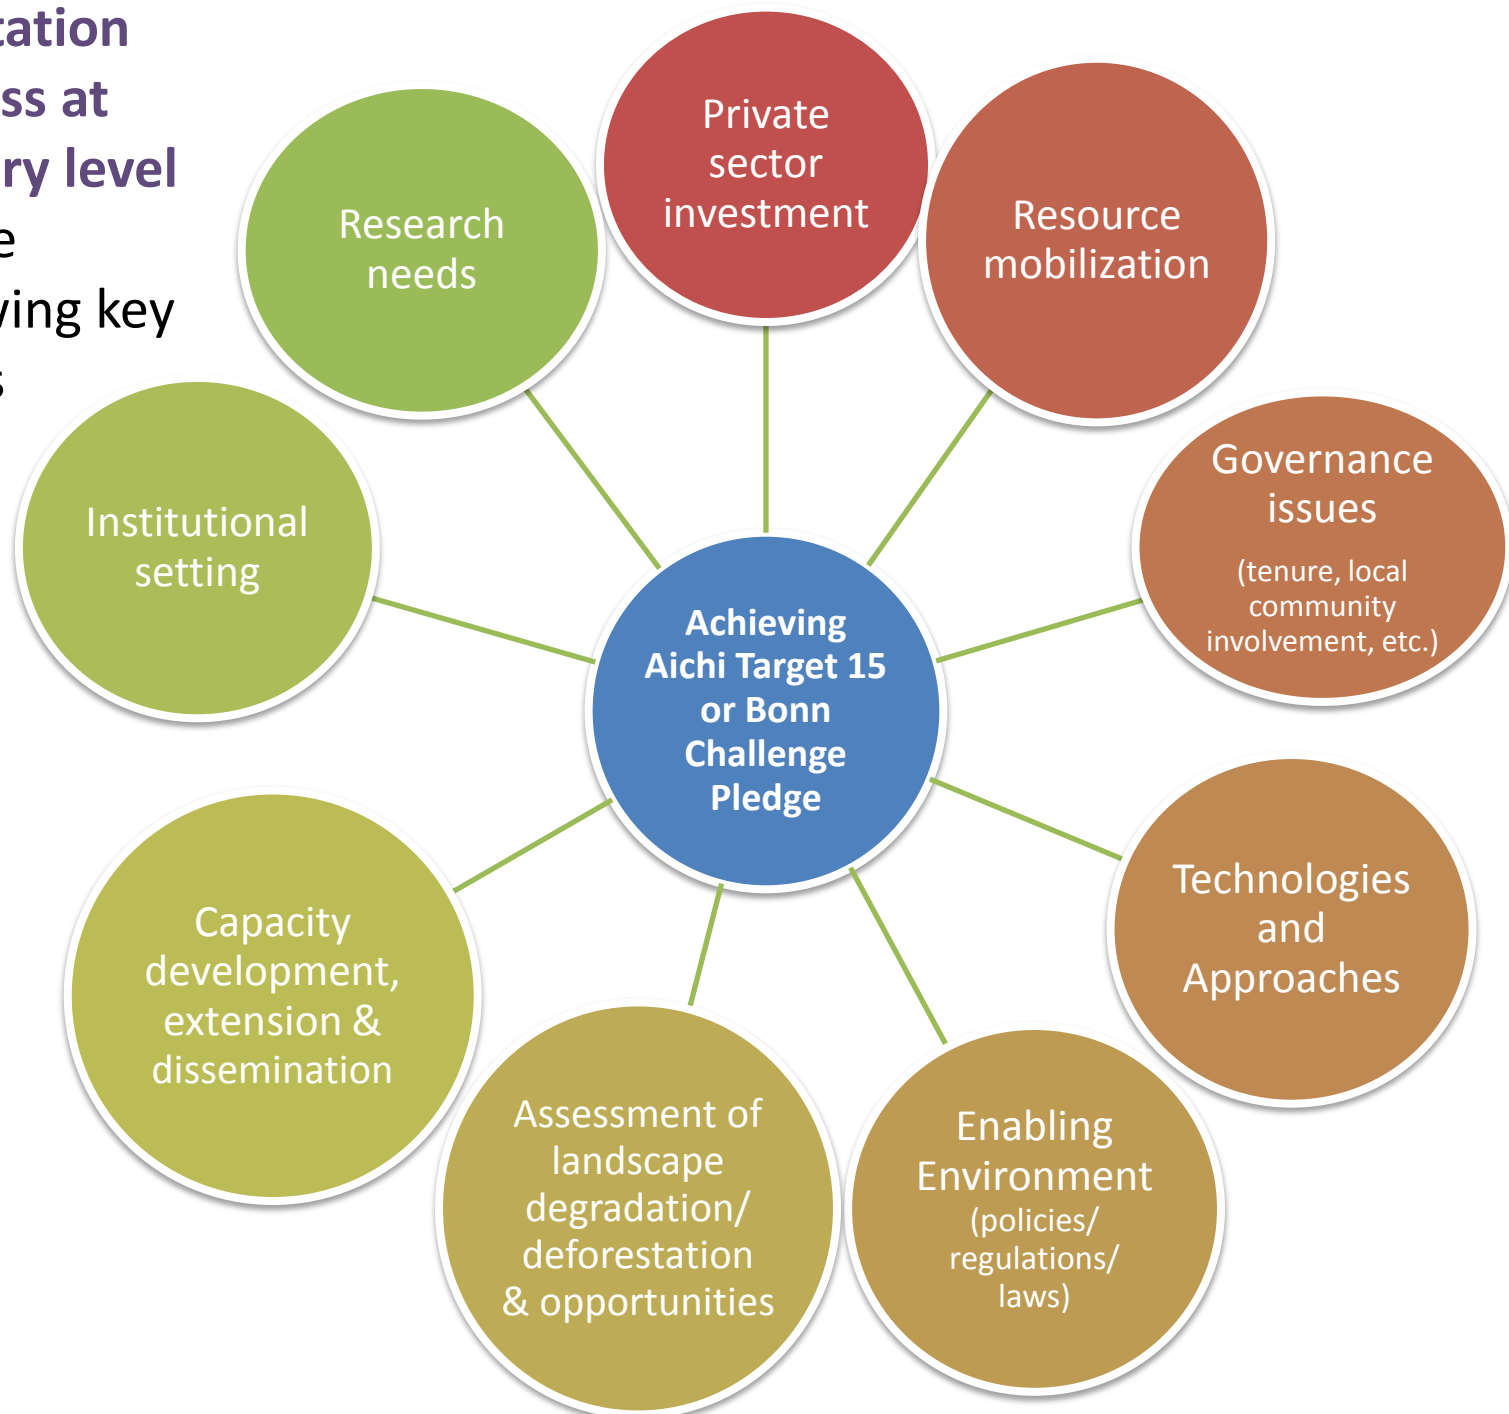 tation
ss at
ry level
e
ving key
s
Private
sector
investment
Resource
mobilization
Governance
issues
(tenure, local
community
involvement, etc.)
Technologies
and
Approaches
Enabling
Environment
(policies/
regulations/
laws)
Assessment of
landscape
degradation/
deforestation
& opportunities
Capacity
development,
extension &
dissemination
Institutional
setting
Research
needs
Achieving
Aichi Target 15
or Bonn
Challenge
Pledge